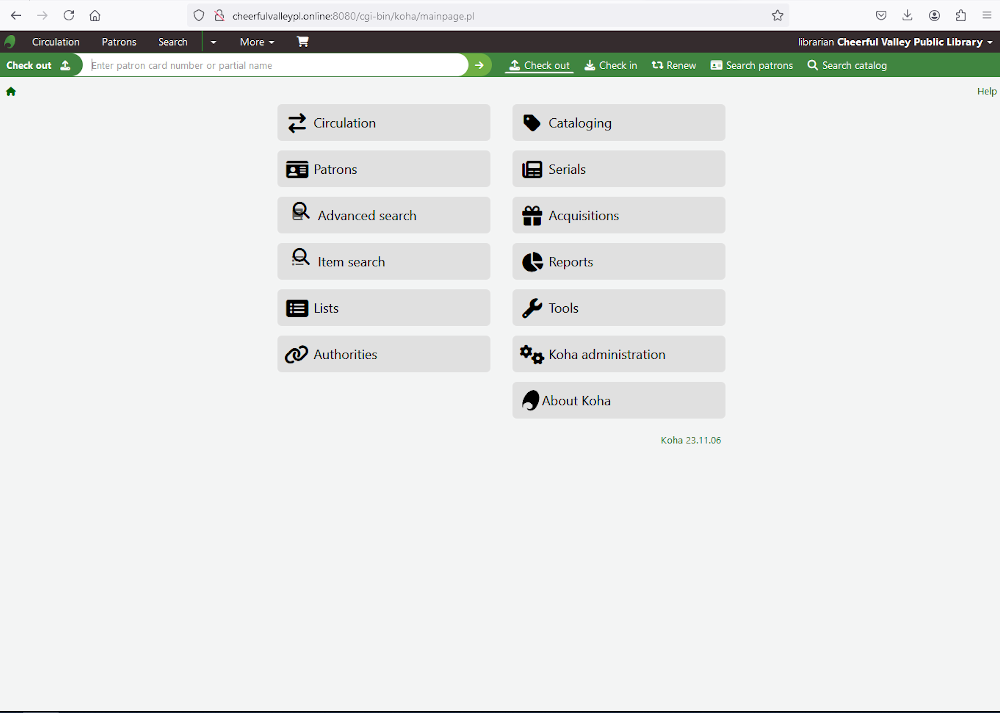 cheerfulvalleypl.online:8080/cgi-bin/koha/mainpage.pl
Circulation Patrons Search More librarian Cheerful Valley Public Library
Check out Enter patron card number or partial name Check out Check in Renew Search patrons Search catalog
Help
Circulation Cataloging
Patrons Serials
Advanced search Acquisitions
Item search Reports
Lists Tools
Authorities Koha administration
About Koha
Koha 23.11.06